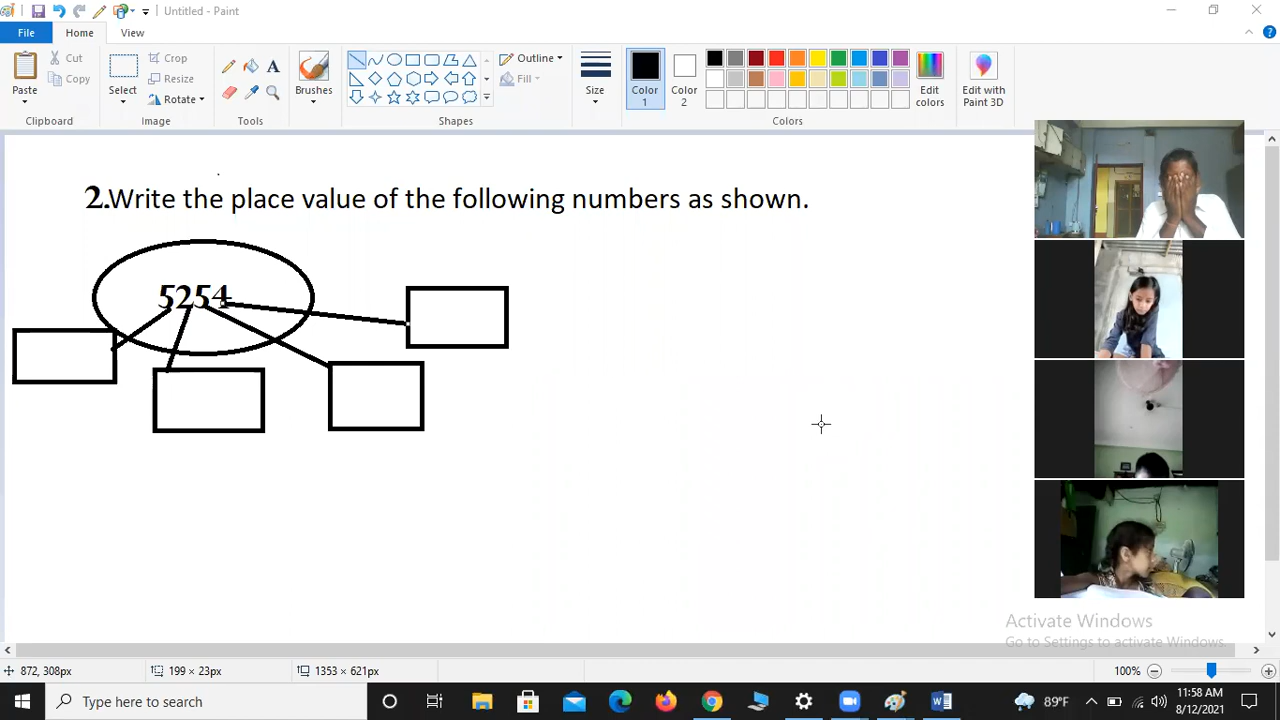 Untitled - Paint
File Home View
Paste
Cut
Copy
Clipboard
Select
Crop
Resize
Rotate
Image
A
Tools
Brushes
Outline
Fill
Shapes
Size
Color 1
Color 2
Edit colors
Edit with Paint 3D
Colors
2.Write the place value of the following numbers as shown.
5254
Activate Windows
Go to Settings to activate Windows.
872, 308px
199 × 23px
1353 × 621px
100%
Type here to search
89°F
11:58 AM
8/12/2021